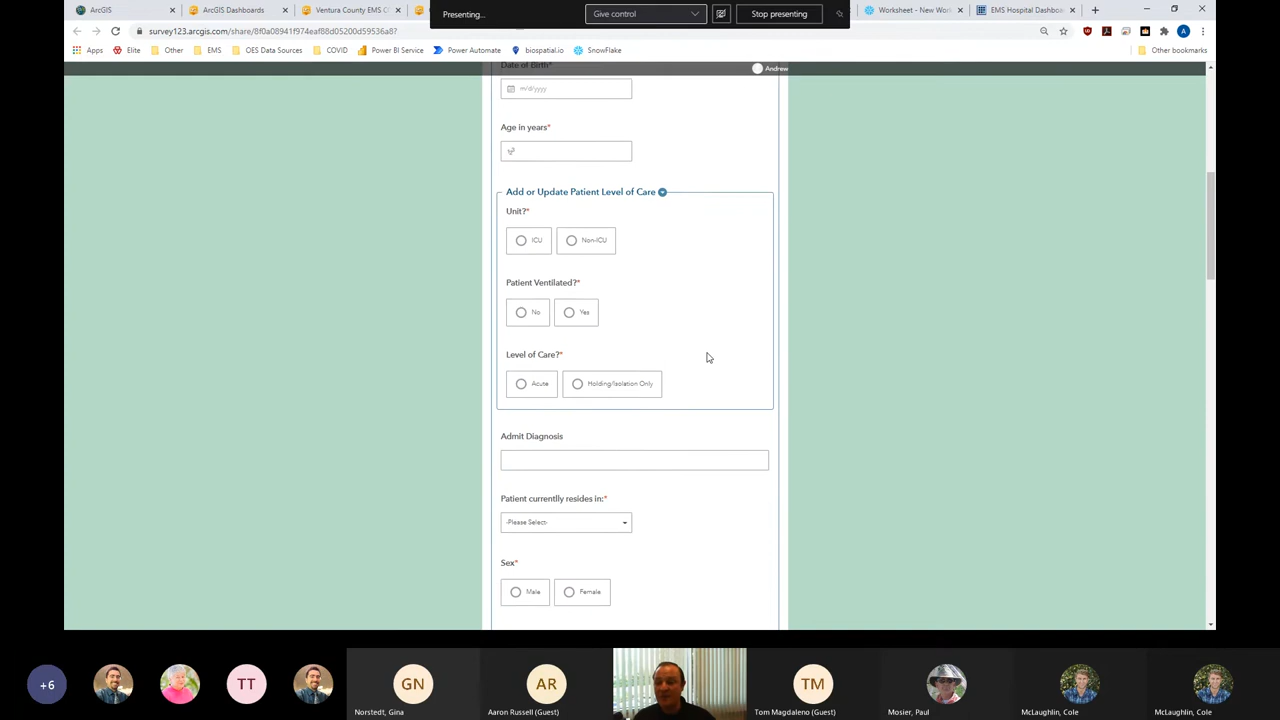 ArcGIS
ArcGIS Dashboards
Ventura County EMS C
Presenting...
Give control
Stop presenting
Worksheet - New Work
EMS Hospital Dashboa
survey123.arcgis.com/share/8f0a08941f974eaf88d05200d59536a8?
Apps
Elite
Other
EMS
OES Data Sources
COVID
Power BI Service
Power Automate
biospatial.io
SnowFlake
Other bookmarks
Andrew
Date of Birth*
m/d/yyyy
Age in years*
Add or Update Patient Level of Care
Unit?*
ICU
Non-ICU
Patient Ventilated?*
No
Yes
Level of Care?*
Acute
Holding/Isolation Only
Admit Diagnosis
Patient currentlly resides in:*
-Please Select-
Sex*
Male
Female
+6
TT
GN
AR
TM
Norstedt, Gina
Aaron Russell (Guest)
Tom Magdaleno (Guest)
Mosier, Paul
McLaughlin, Cole
McLaughlin, Cole